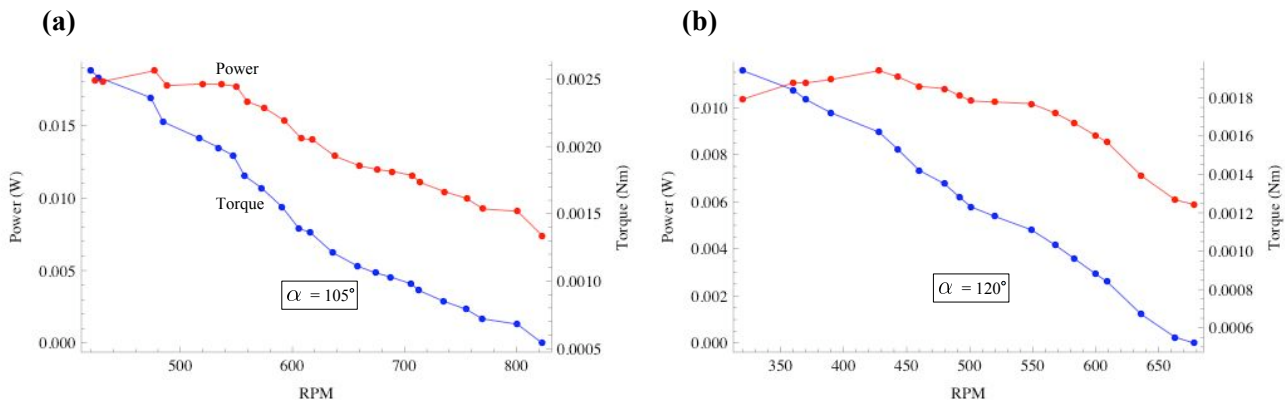 (a)
Power
Torque
α = 105°
Power (W)
0.015
0.010
0.005
0.000
Torque (Nm)
0.0025
0.0020
0.0015
0.0010
0.0005
500 600 700 800
RPM
(b)
α = 120°
Power (W)
0.010
0.008
0.006
0.004
0.002
0.000
Torque (Nm)
0.0018
0.0016
0.0014
0.0012
0.0010
0.0008
0.0006
350 400 450 500 550 600 650
RPM